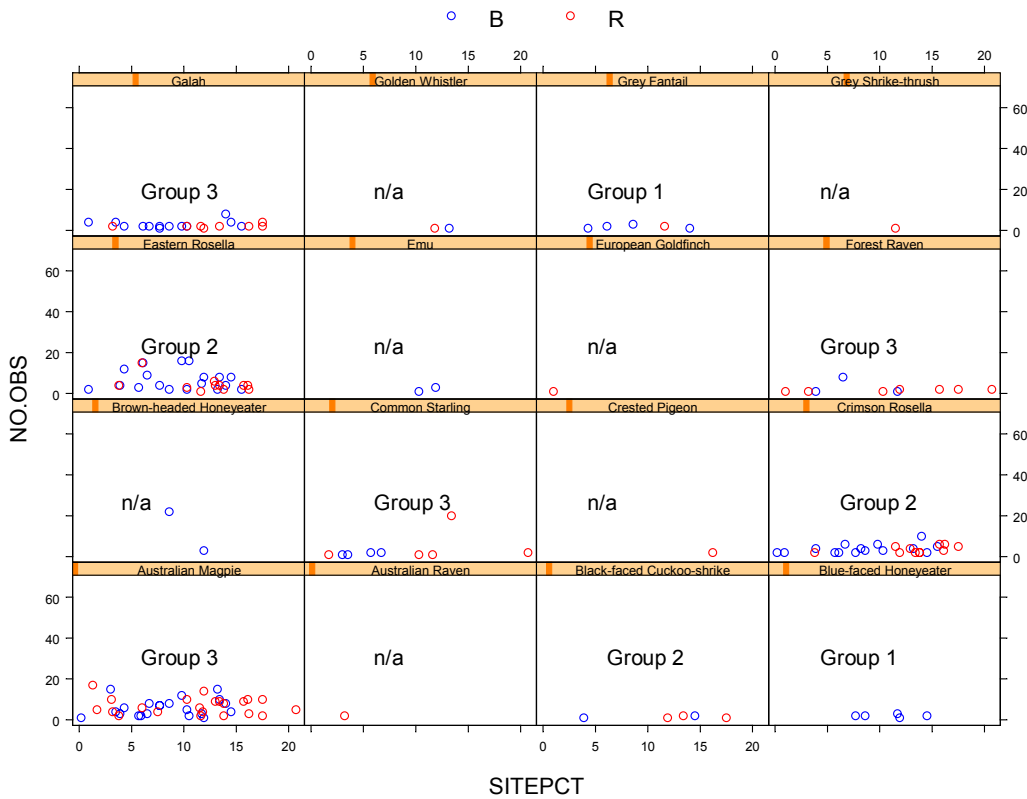 B R
0 5 10 15 20 0 5 10 15 20
Galah Golden Whistler Grey Fantail Grey Shrike-thrush
60
40
Group 3 n/a Group 1 n/a
20
0
Eastern Rosella Emu European Goldfinch Forest Raven
60
40
Group 2 n/a n/a Group 3
20
0
Brown-headed Honeyeater Common Starling Crested Pigeon Crimson Rosella
60
40
n/a Group 3 n/a Group 2
20
0
Australian Magpie Australian Raven Black-faced Cuckoo-shrike Blue-faced Honeyeater
60
40
Group 3 n/a Group 2 Group 1
20
0
0 5 10 15 20 0 5 10 15 20
NO.OBS
SITEPCT